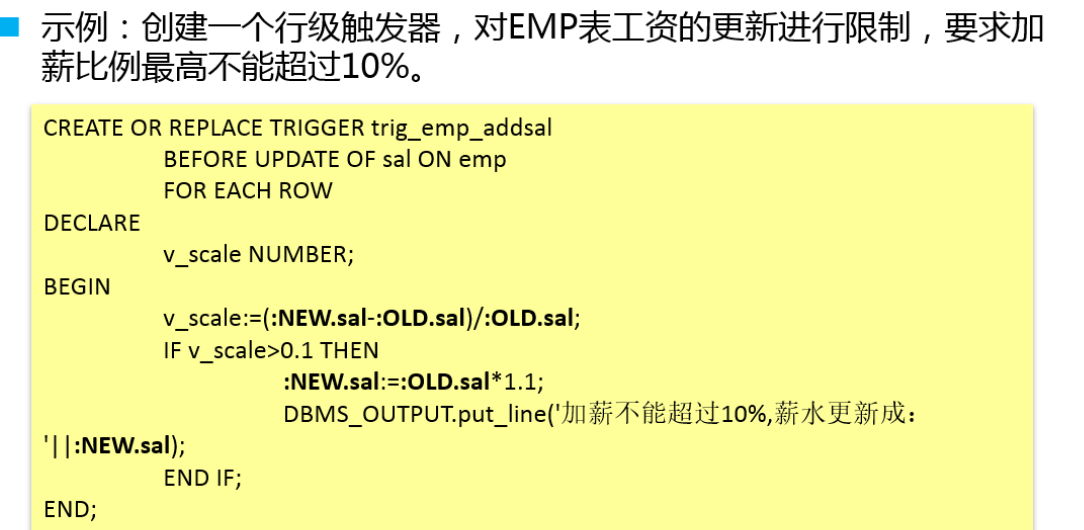 示例：创建一个行级触发器，对EMP表工资的更新进行限制，要求加
薪比例最高不能超过10%。
CREATE OR REPLACE TRIGGER trig_emp_addsal
BEFORE UPDATE OF sal ON emp
FOR EACH ROW
DECLARE
v_scale NUMBER;
BEGIN
v_scale:=(:NEW.sal-:OLD.sal)/:OLD.sal;
IF v_scale>0.1 THEN
:NEW.sal:=:OLD.sal*1.1;
DBMS_OUTPUT.put_line('加薪不能超过10%,薪水更新成：
'||:NEW.sal);
END IF;
END;